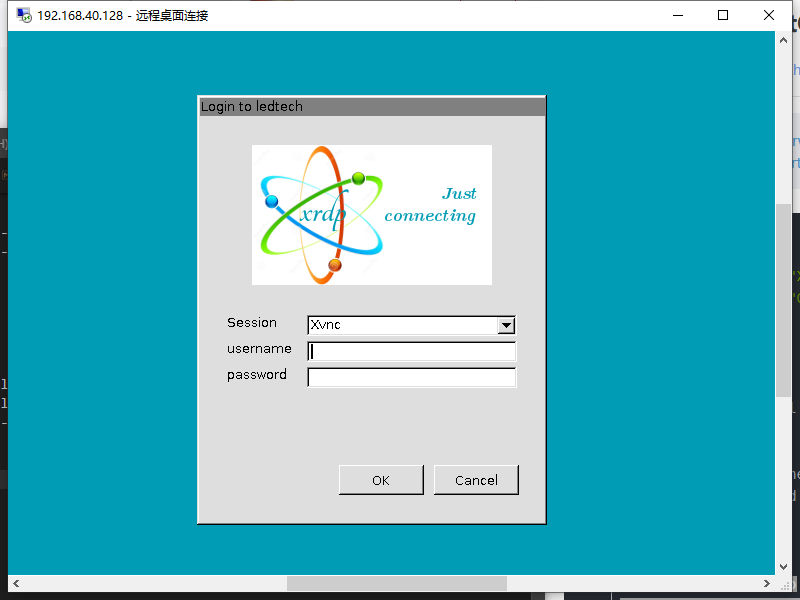 192.168.40.128 - 远程桌面连接
Login to ledtech
xrdp
Just
connecting
Session
Xvnc
username
password
OK
Cancel